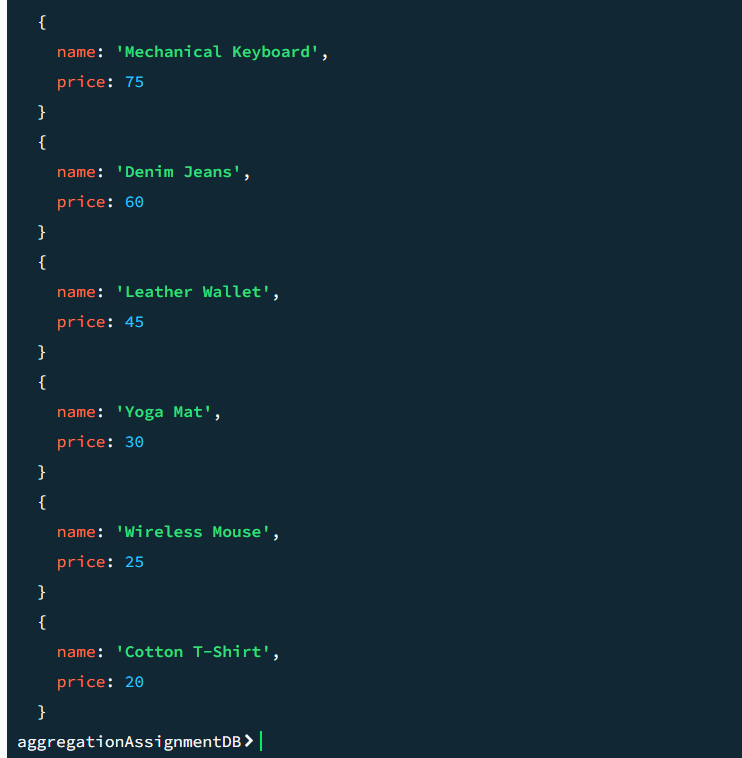 {
name: 'Mechanical Keyboard',
price: 75
}
{
name: 'Denim Jeans',
price: 60
}
{
name: 'Leather Wallet',
price: 45
}
{
name: 'Yoga Mat',
price: 30
}
{
name: 'Wireless Mouse',
price: 25
}
{
name: 'Cotton T-Shirt',
price: 20
}
aggregationAssignmentDB>